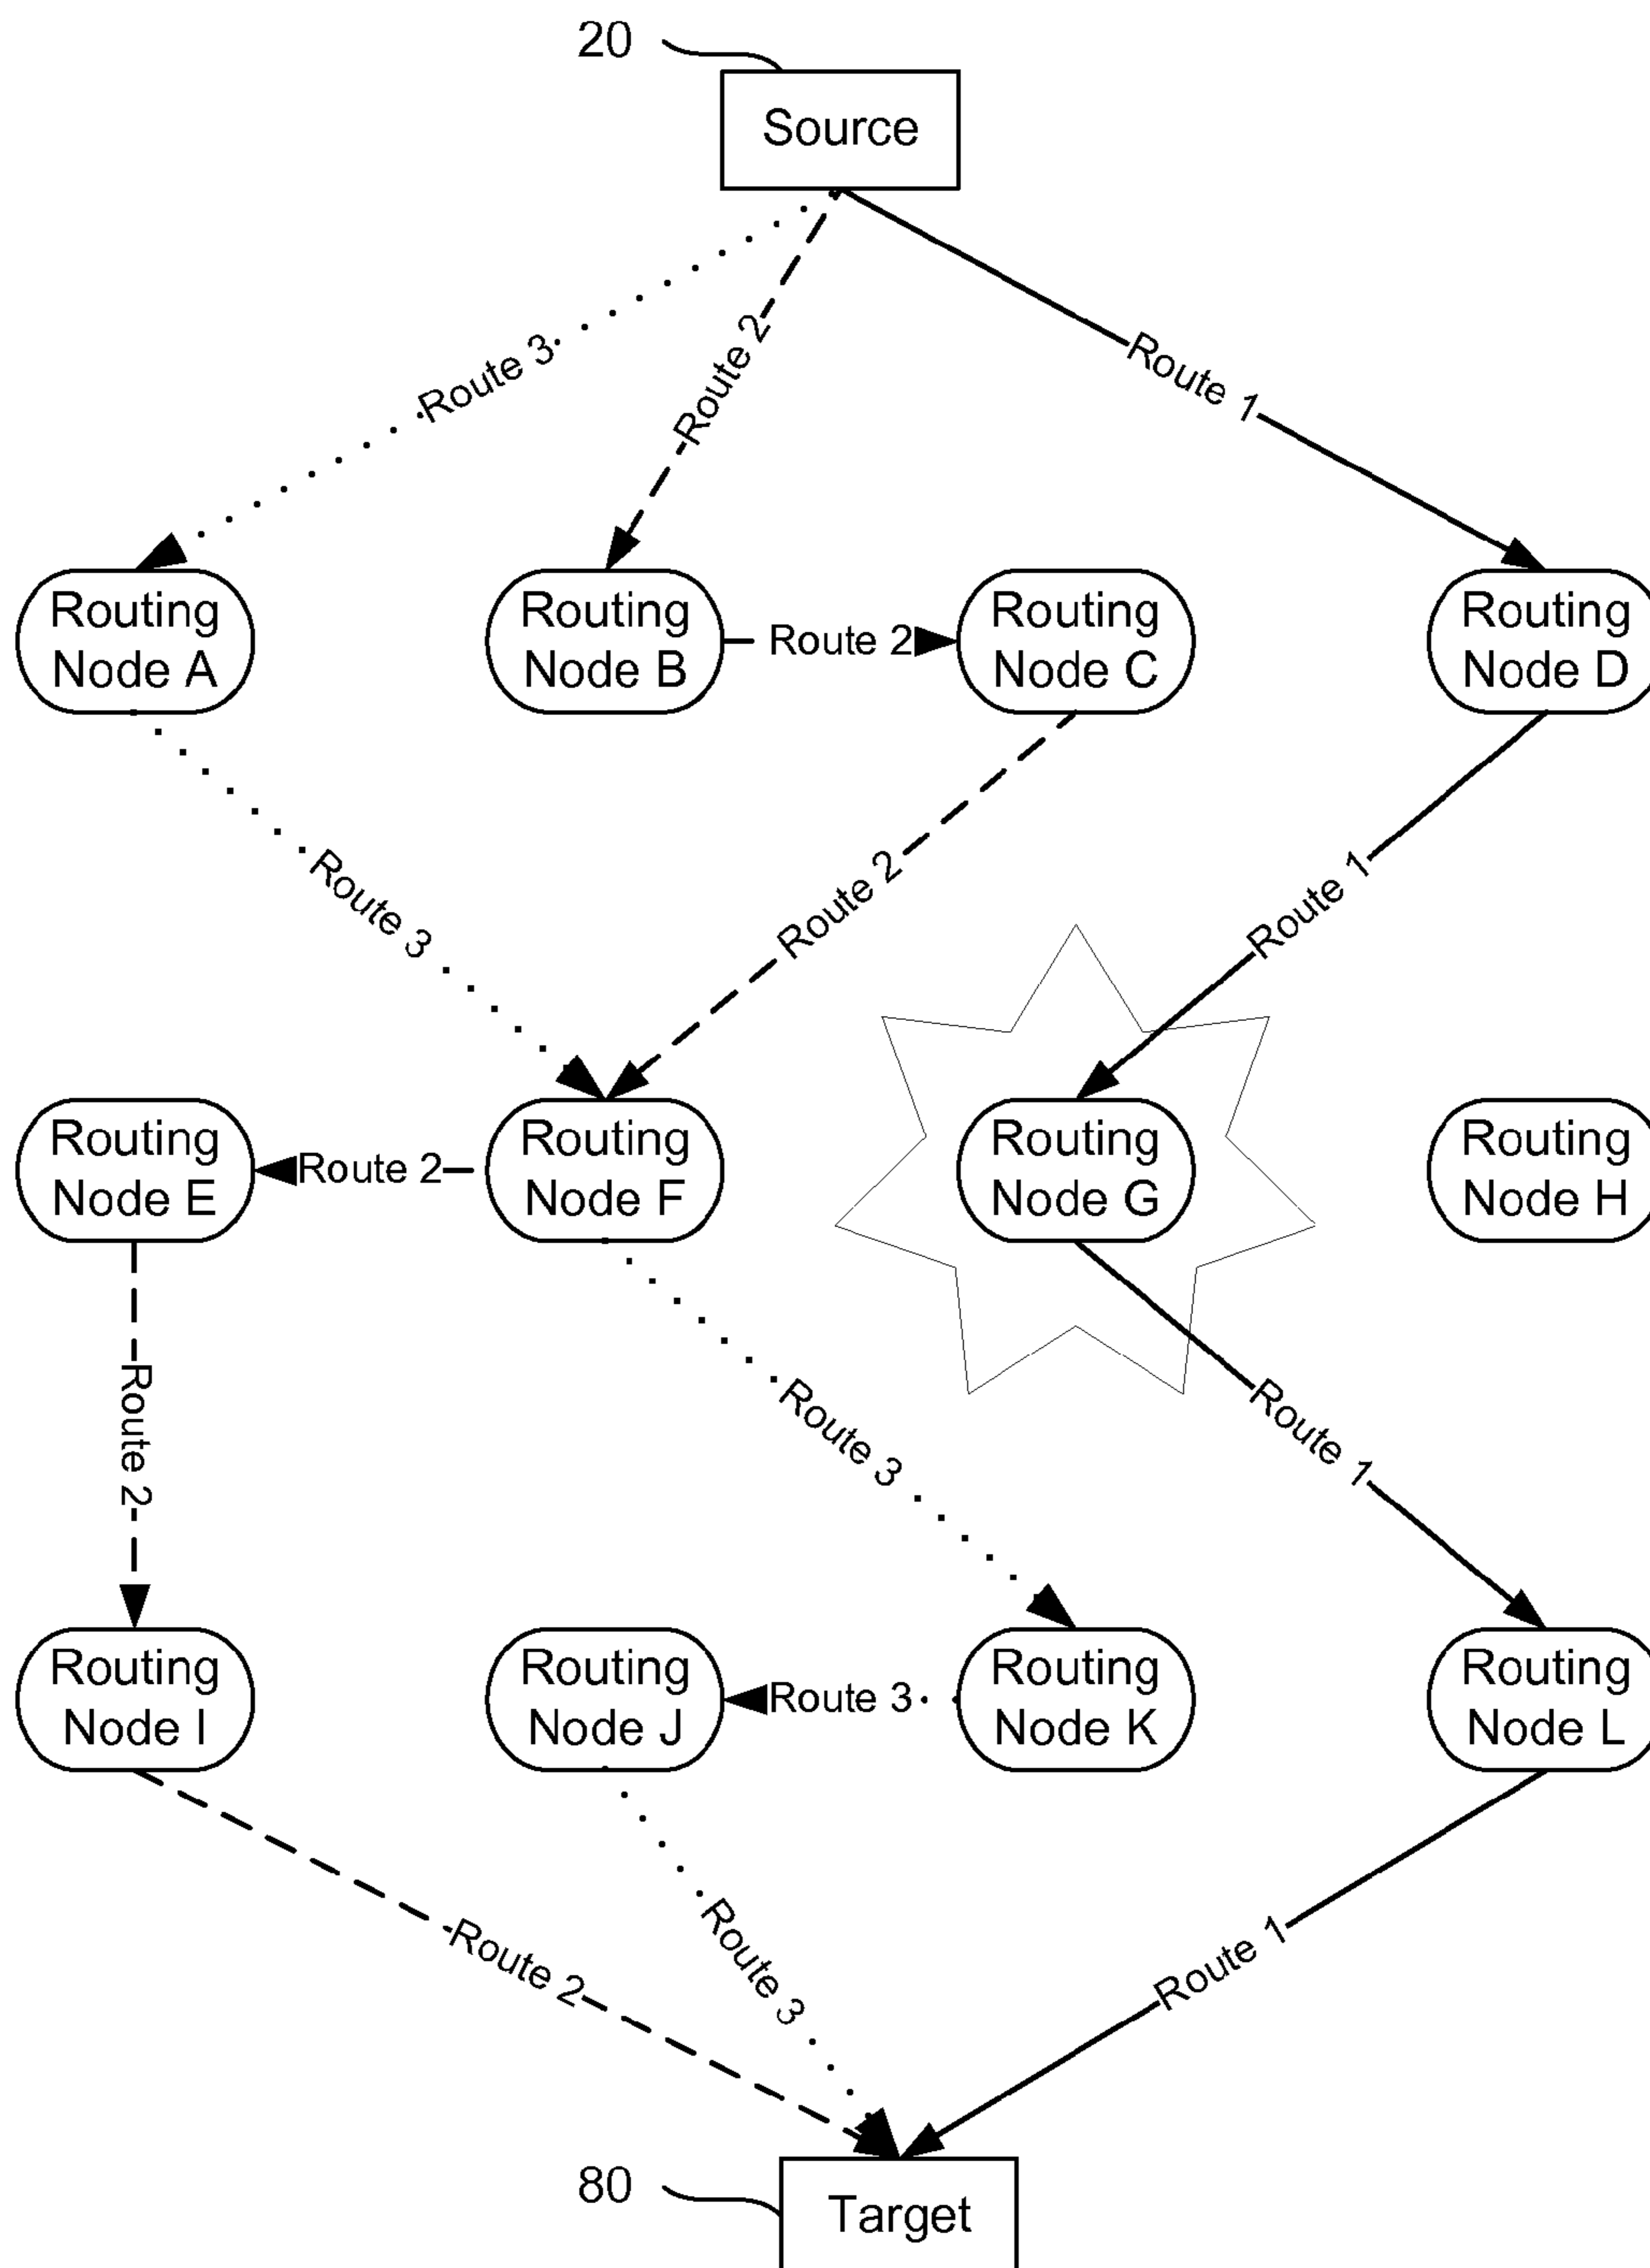 20
Source
Route 3
Route 2
Route 1
Routing
Node A
Routing
Node B
Route 2
Routing
Node C
Routing
Node D
Route 3
Route 2
Route 1
Routing
Node E
Route 2
Routing
Node F
Routing
Node G
Routing
Node H
Route 2
Route 3
Route 1
Routing
Node I
Routing
Node J
Route 3
Routing
Node K
Routing
Node L
Route 2
Route 3
Route 1
80
Target